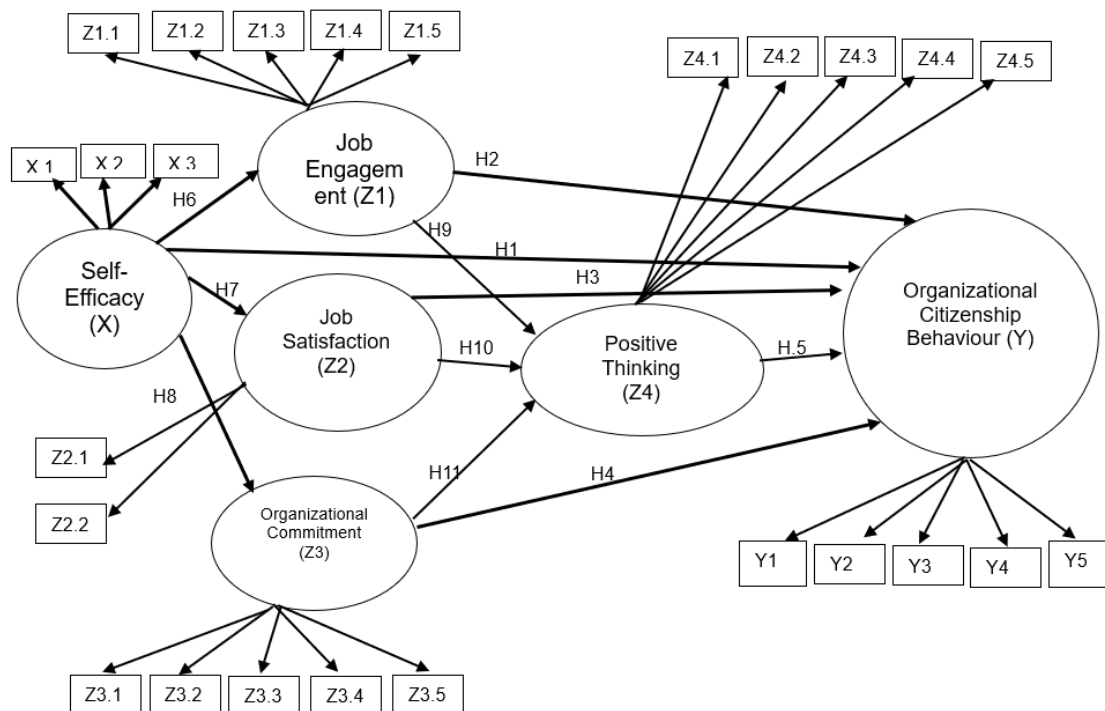 Z1.1
Z1.2
Z1.3
Z1.4
Z1.5
Z4.1
Z4.2
Z4.3
Z4.4
Z4.5
X 1
X 2
X 3
Job
Engagem
ent (Z1)
H2
H6
H9
H1
Self-
Efficacy
(X)
H7
H3
Job
Satisfaction
(Z2)
H10
Positive
Thinking
(Z4)
H.5
Organizational
Citizenship
Behaviour (Y)
H8
Z2.1
Z2.2
H11
H4
Organizational
Commitment
(Z3)
Y1
Y2
Y3
Y4
Y5
Z3.1
Z3.2
Z3.3
Z3.4
Z3.5